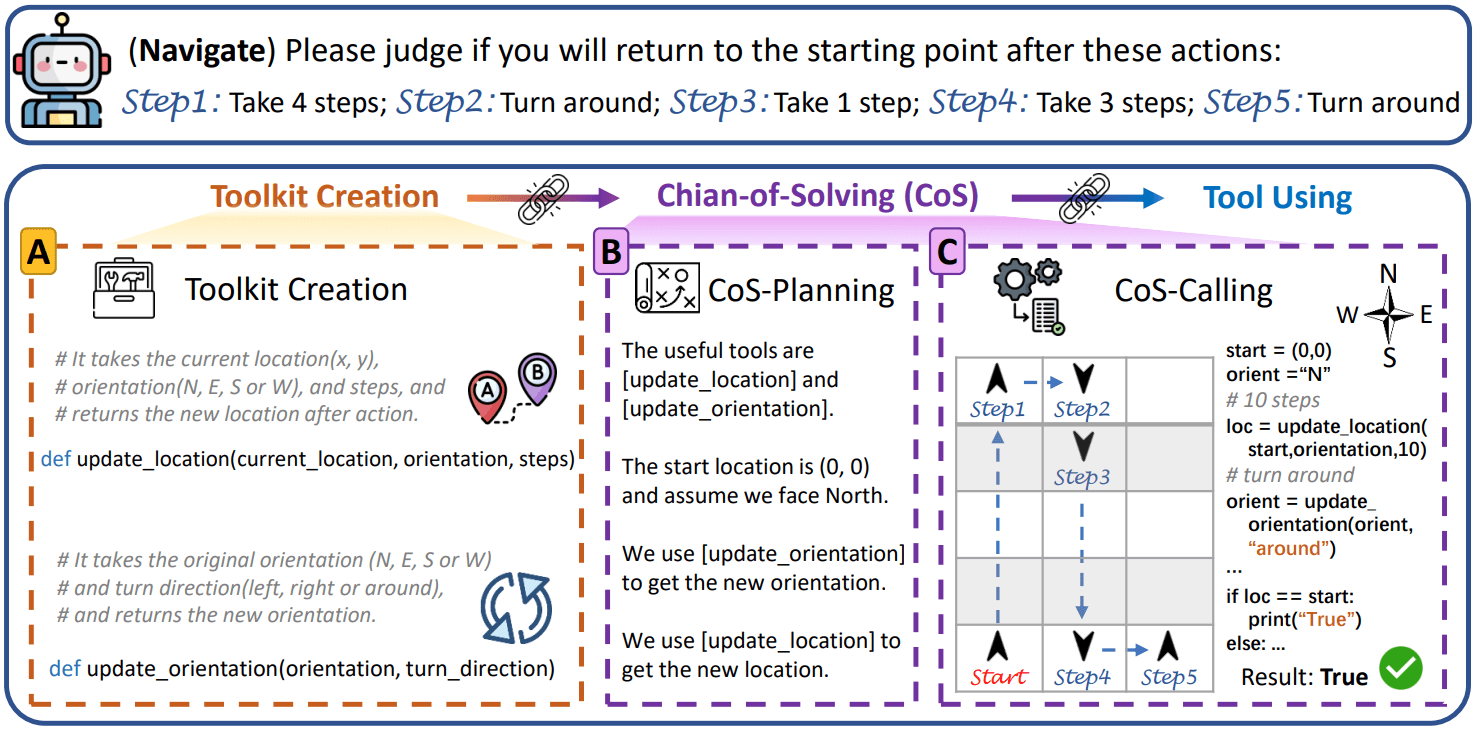 (Navigate) Please judge if you will return to the starting point after these actions:
Step1: Take 4 steps; Step2: Turn around; Step3: Take 1 step; Step4: Take 3 steps; Step5: Turn around
Toolkit Creation
Chian-of-Solving (CoS)
Tool Using
A
Toolkit Creation
# It takes the current location(x, y),
# orientation(N, E, S or W), and steps, and
# returns the new location after action.
A
B
def update_location(current_location, orientation, steps)
# It takes the original orientation (N, E, S or W)
# and turn direction(left, right or around),
# and returns the new orientation.
def update_orientation(orientation, turn_direction)
B
CoS-Planning
The useful tools are
[update_location] and
[update_orientation].
The start location is (0, 0)
and assume we face North.
We use [update_orientation]
to get the new orientation.
We use [update_location] to
get the new location.
C
CoS-Calling
N
W
E
S
Step1
Step2
Step3
Start
Step4
Step5
start = (0,0)
orient =“N”
# 10 steps
loc = update_location(
start,orientation,10)
# turn around
orient = update_
orientation(orient,
“around”)
...
if loc == start:
print(“True”)
else: ...
Result: True